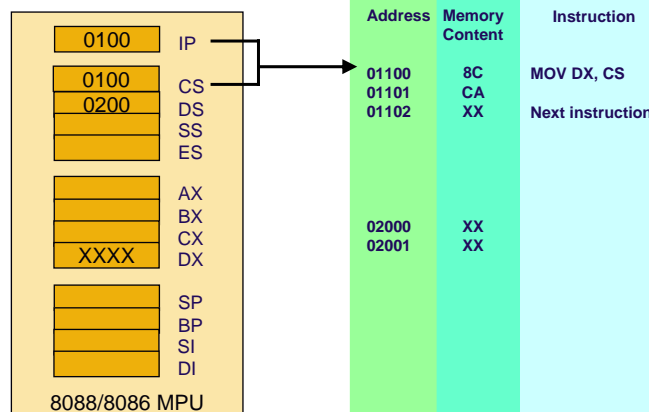 0100 IP
0100 CS
0200 DS
SS
ES
AX
BX
CX
XXXX DX
SP
BP
SI
DI
8088/8086 MPU
Address Memory Content Instruction
01100 8C MOV DX, CS
01101 CA
01102 XX Next instruction
02000 XX
02001 XX